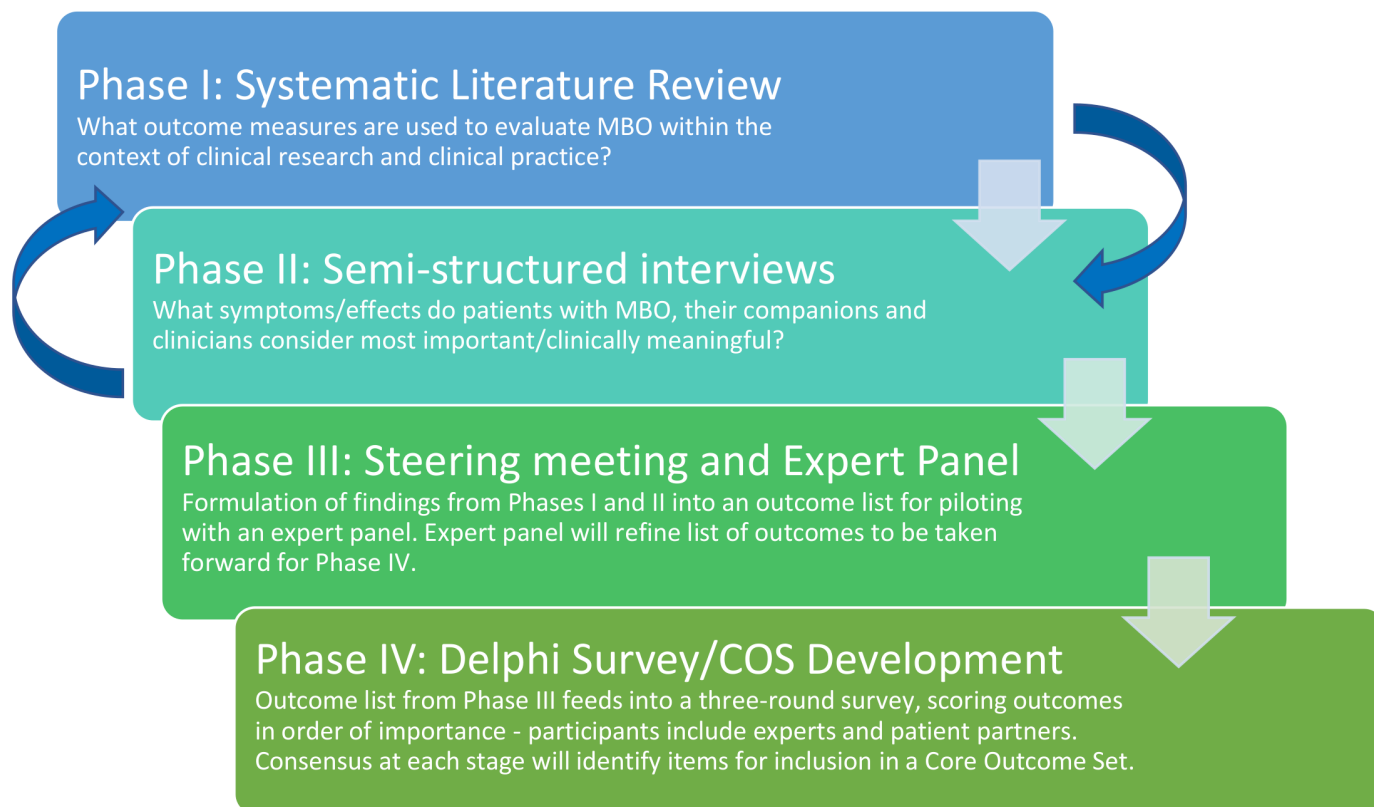 Phase I: Systematic Literature Review
What outcome measures are used to evaluate MBO within the
context of clinical research and clinical practice?
Phase II: Semi-structured interviews
What symptoms/effects do patients with MBO, their companions and
clinicians consider most important/clinically meaningful?
Phase III: Steering meeting and Expert Panel
Formulation of findings from Phases I and II into an outcome list for piloting
with an expert panel. Expert panel will refine list of outcomes to be taken
forward for Phase IV.
Phase IV: Delphi Survey/COS Development
Outcome list from Phase III feeds into a three-round survey, scoring outcomes
in order of importance - participants include experts and patient partners.
Consensus at each stage will identify items for inclusion in a Core Outcome Set.